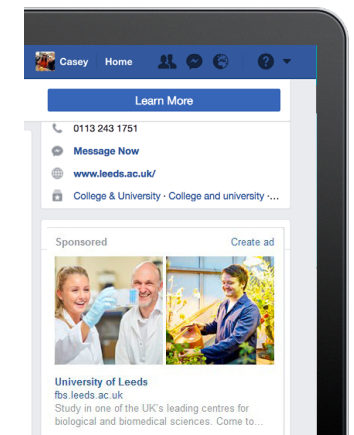 Casey Home ?
Learn More
0113 243 1751
Message Now
www.leeds.ac.uk/
College & University · College and university ·...
Sponsored Create ad
University of Leeds
fbs.leeds.ac.uk
Study in one of the UK's leading centres for
biological and biomedical sciences. Come to...